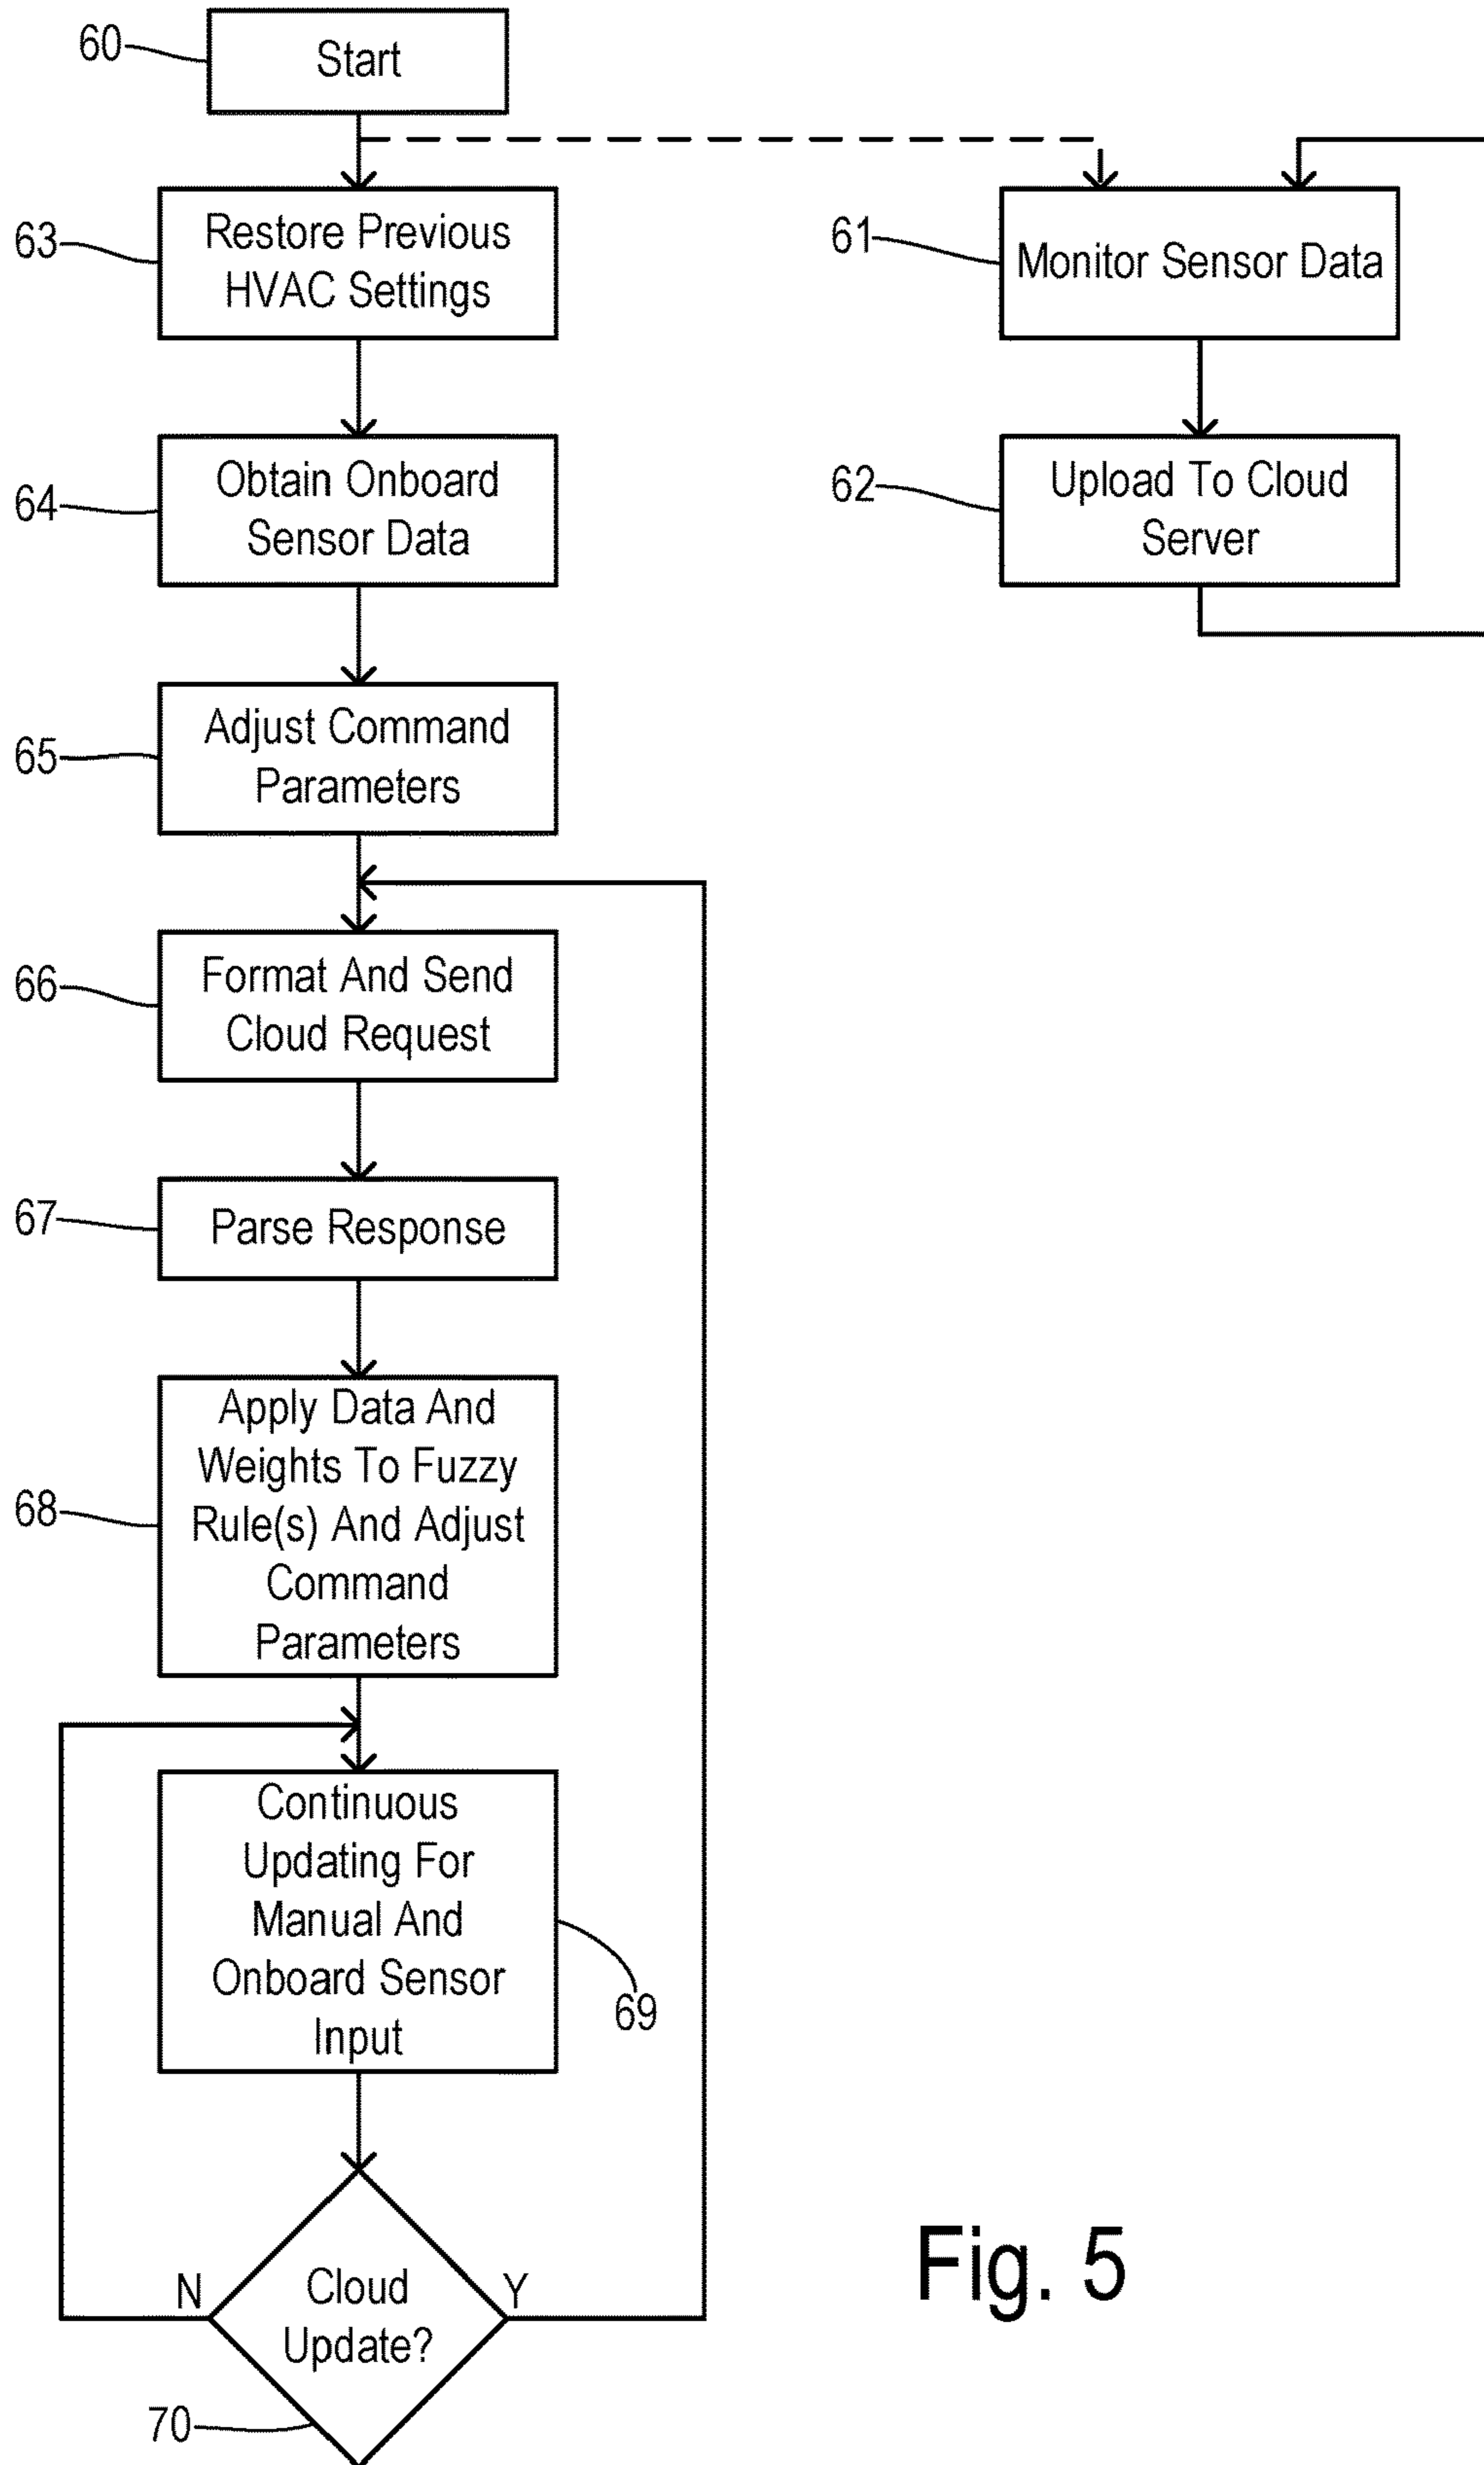 60
Start
63
Restore Previous
HVAC Settings
61
Monitor Sensor Data
64
Obtain Onboard
Sensor Data
62
Upload To Cloud
Server
65
Adjust Command
Parameters
66
Format And Send
Cloud Request
67
Parse Response
68
Apply Data And
Weights To Fuzzy
Rule(s) And Adjust
Command
Parameters
Continuous
Updating For
Manual And
Onboard Sensor
Input
69
N
Cloud
Update?
Y
70
Fig. 5